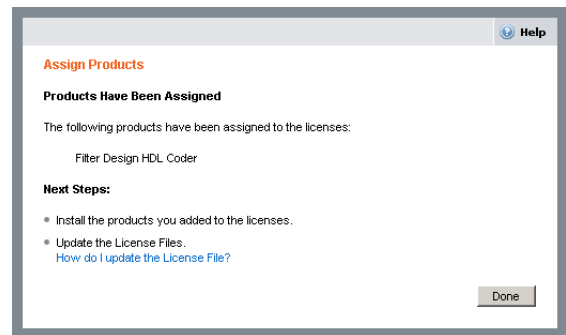 Help
Assign Products
Products Have Been Assigned
The following products have been assigned to the licenses:
Filter Design HDL Coder
Next Steps:
Install the products you added to the licenses.
Update the License Files.
How do I update the License File?
Done